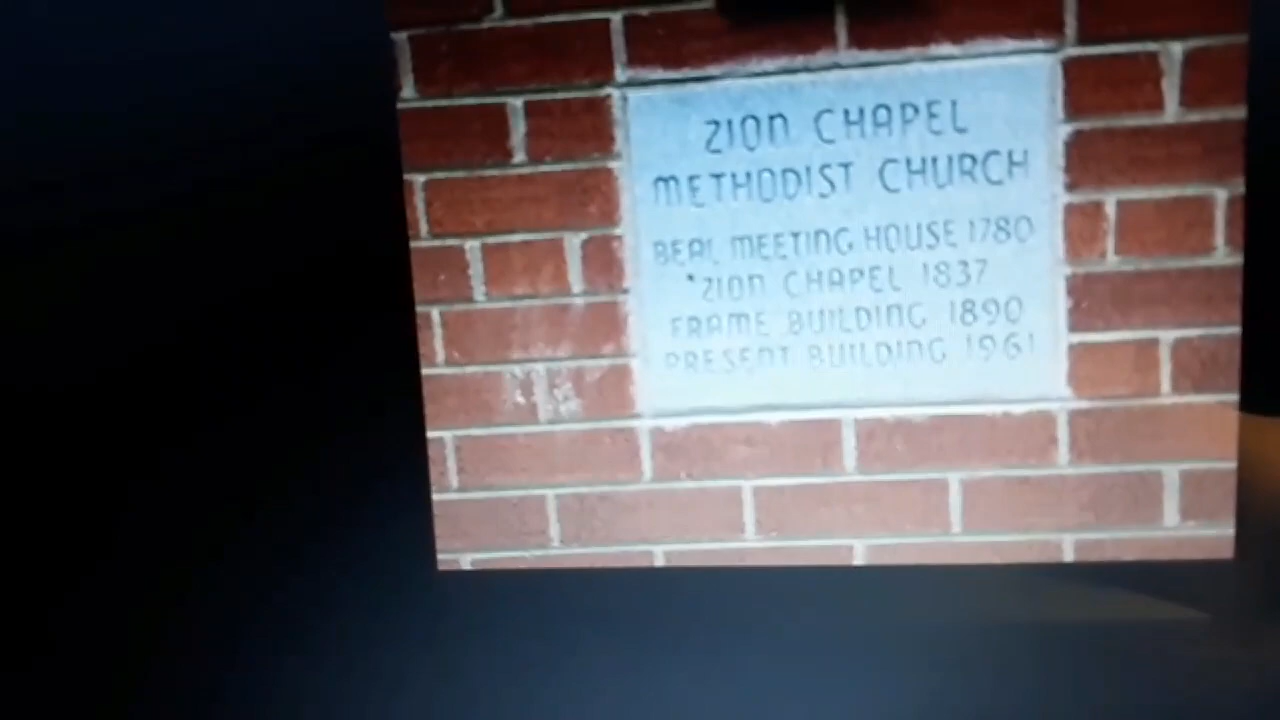 ZION CHAPEL
METHODIST CHURCH
BEAL MEETING HOUSE 1780
"ZION CHAPEL 1837
FRAME BUILDING 1890
PRESENT BUILDING 1961